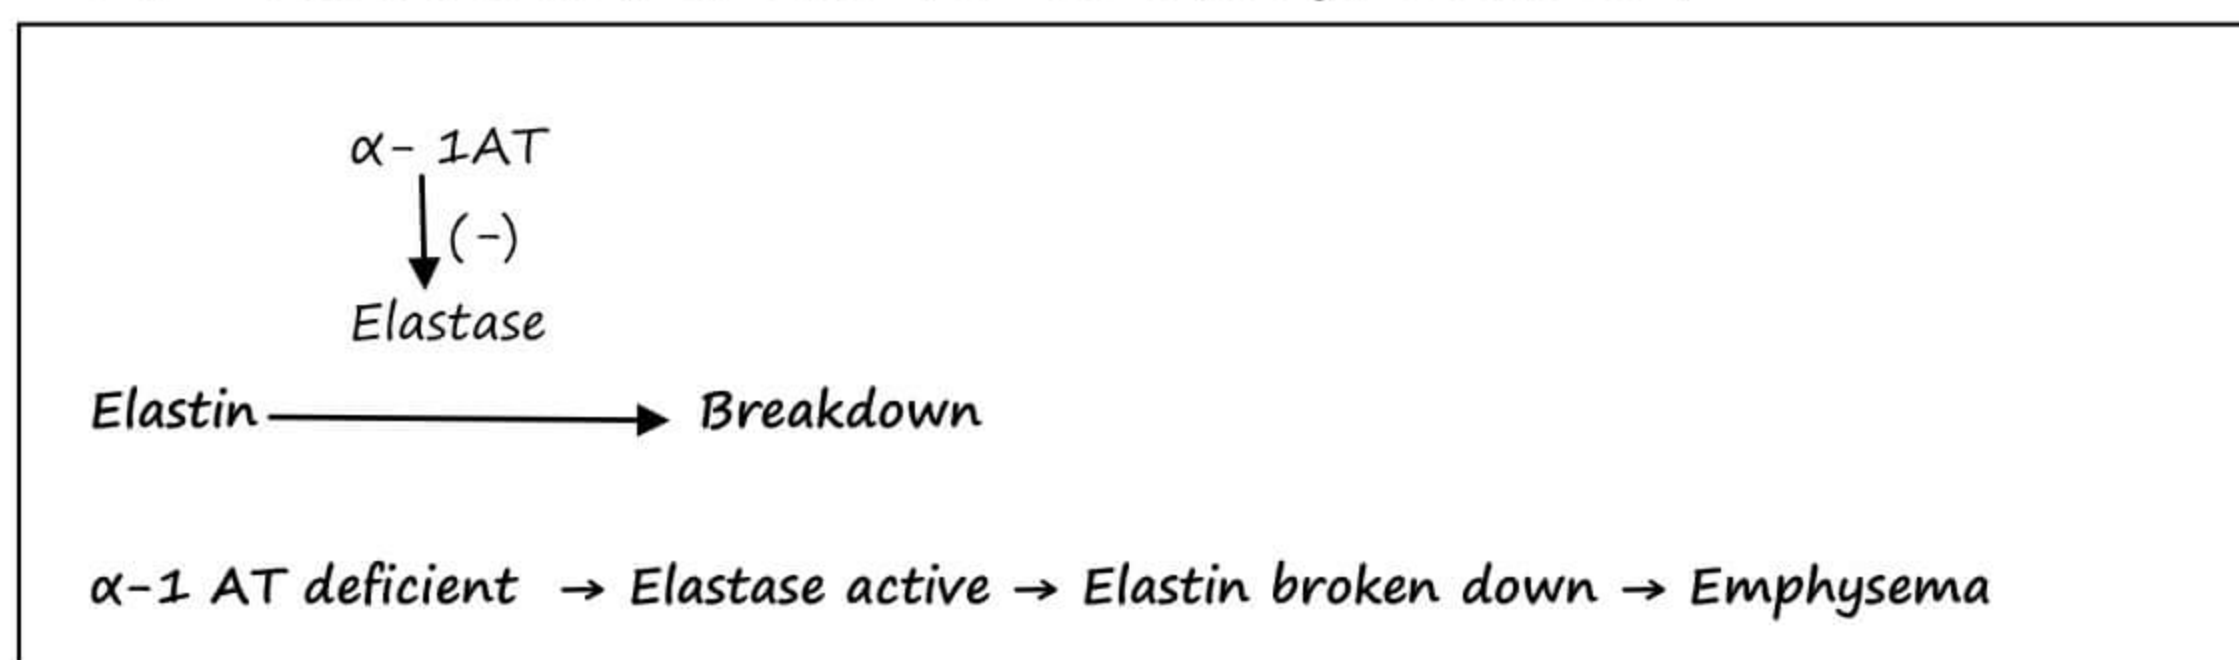 α- 1AT
(-)
Elastase
Elastin → Breakdown
α-1 AT deficient → Elastase active → Elastin broken down → Emphysema